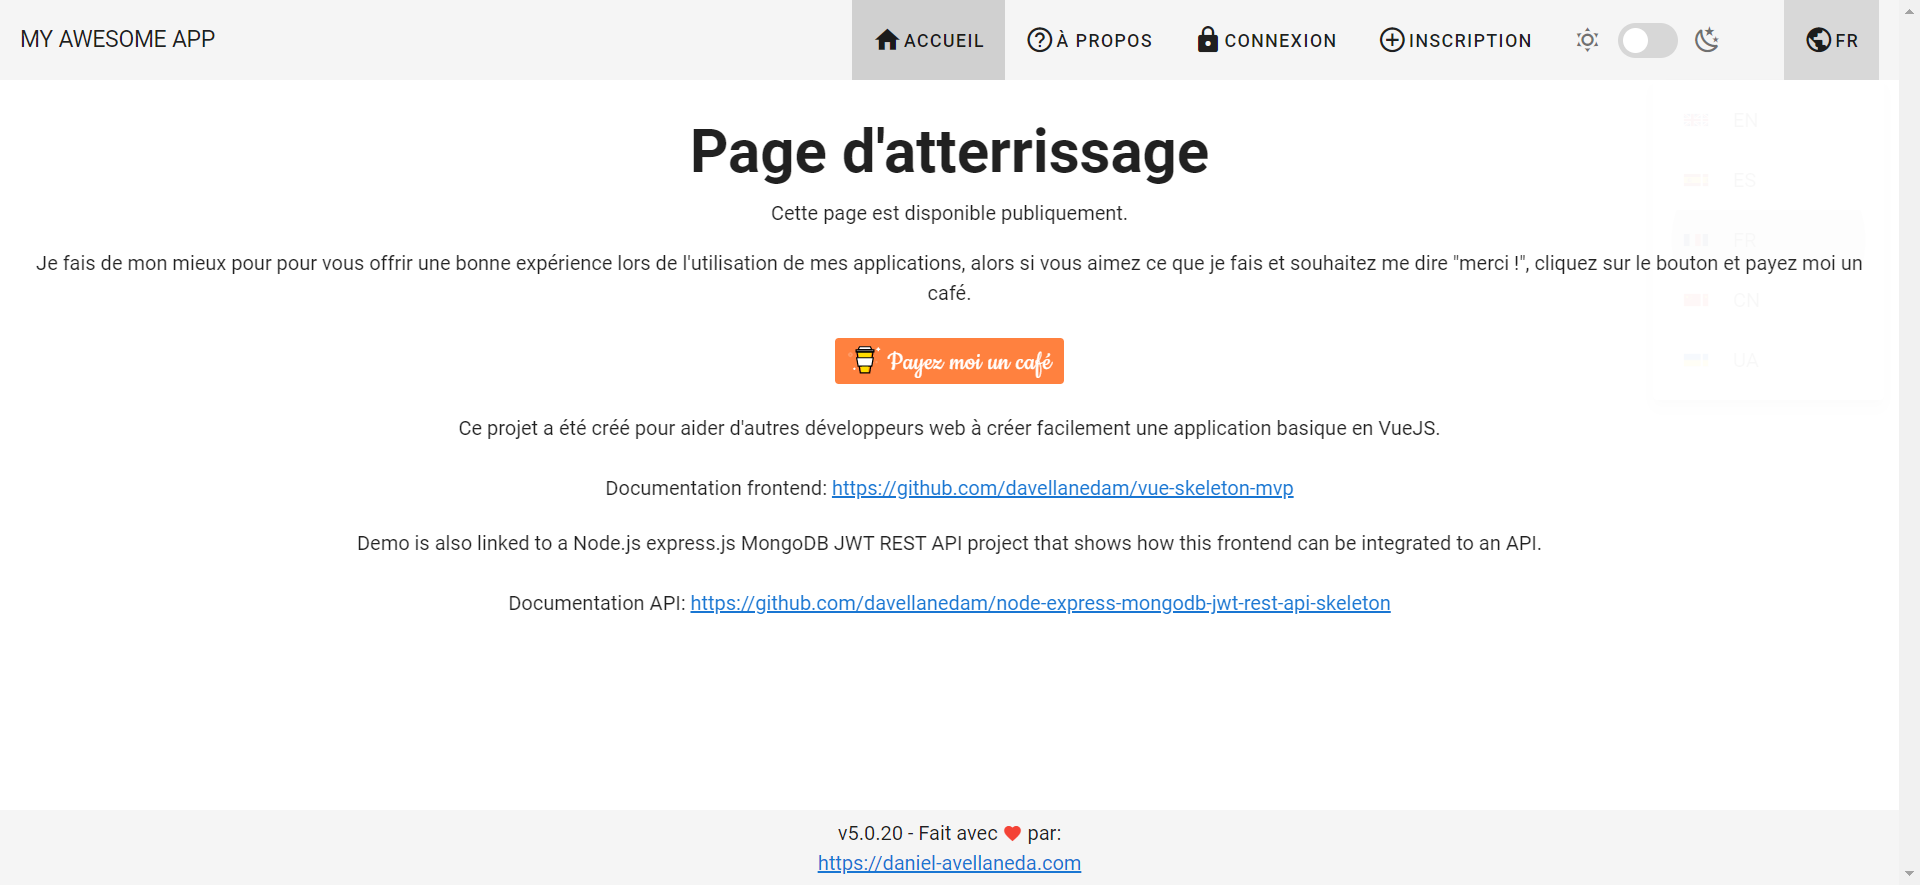 MY AWESOME APP
ACCUEIL
À PROPOS
CONNEXION
INSCRIPTION
FR
EN
ES
FR
CN
UA
Page d'atterrissage
Cette page est disponible publiquement.
Je fais de mon mieux pour pour vous offrir une bonne expérience lors de l'utilisation de mes applications, alors si vous aimez ce que je fais et souhaitez me dire "merci !", cliquez sur le bouton et payez moi un
café.
Payez moi un café
Ce projet a été créé pour aider d'autres développeurs web à créer facilement une application basique en VueJS.
Documentation frontend: https://github.com/davellanedam/vue-skeleton-mvp
Demo is also linked to a Node.js express.js MongoDB JWT REST API project that shows how this frontend can be integrated to an API.
Documentation API: https://github.com/davellanedam/node-express-mongodb-jwt-rest-api-skeleton
v5.0.20 - Fait avec ❤ par:
https://daniel-avellaneda.com